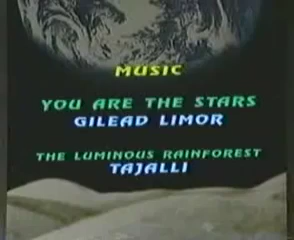 MUSIC
YOU ARE THE STARS
GILEAD LIMOR
THE LUMINOUS RAINFOREST
TAJALLI